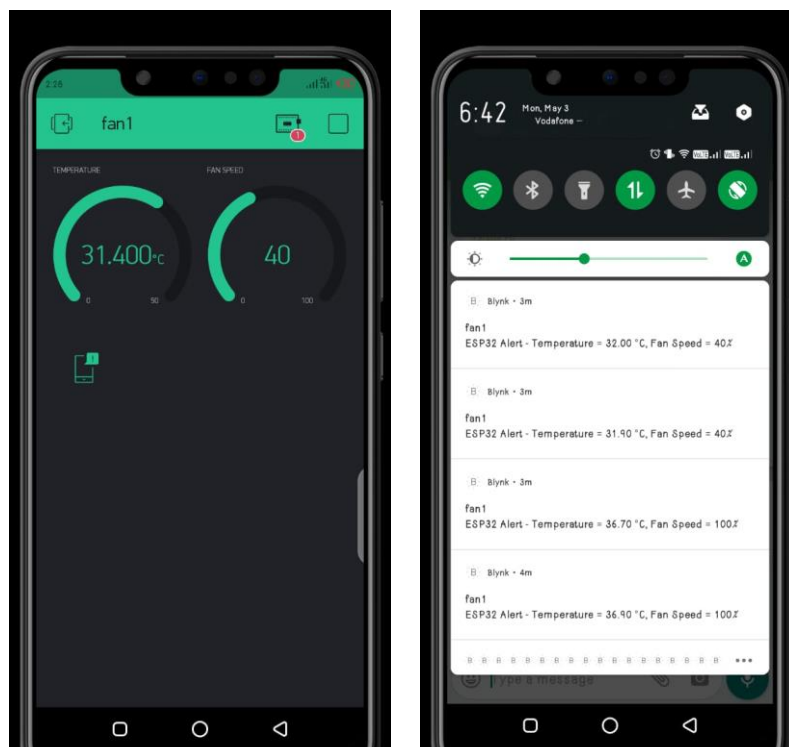 2:26
fan1
1
TEMPERATURE
FAN SPEED
31.400°C
40
0
0
100
6:42
Mon, May 3
Vodafone —
A
B Blynk • 3m
fan1
ESP32 Alert - Temperature = 32.00 °C, Fan Speed = 40%
B Blynk • 3m
fan1
ESP32 Alert - Temperature = 31.90 °C, Fan Speed = 40%
B Blynk • 3m
fan1
ESP32 Alert - Temperature = 36.70 °C, Fan Speed = 100%
B Blynk • 4m
fan1
ESP32 Alert - Temperature = 36.90 °C, Fan Speed = 100%
B B B B B B B B B B B B B B B B B B
Type a message